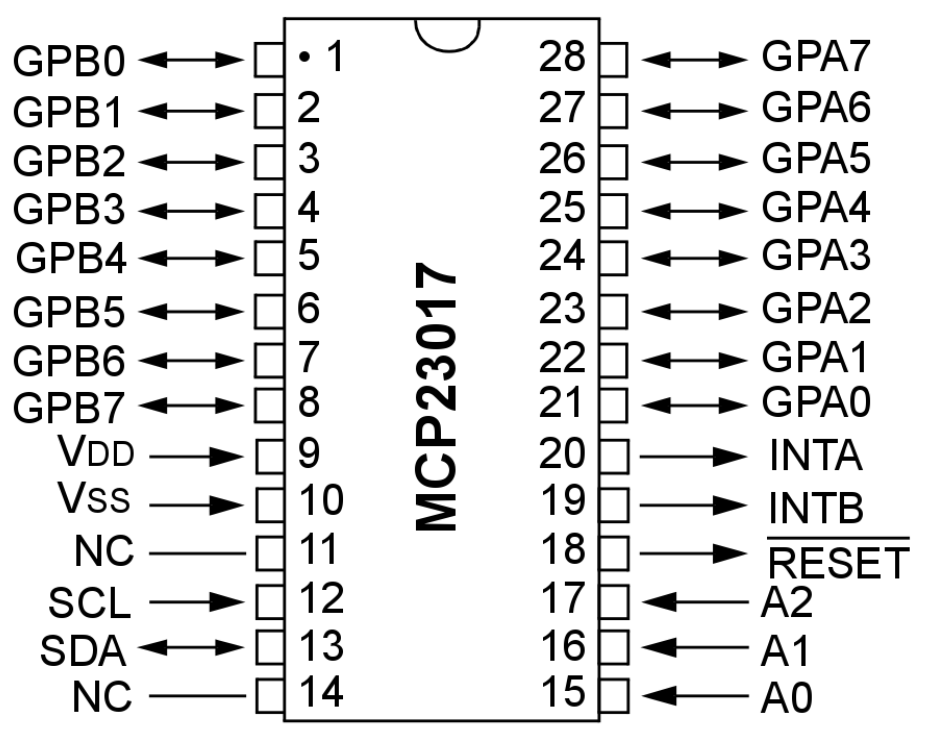 GPB0 • 1 28 GPA7
GPB1 2 27 GPA6
GPB2 3 26 GPA5
GPB3 4 25 GPA4
GPB4 5 24 GPA3
GPB5 6 23 GPA2
GPB6 7 22 GPA1
GPB7 8 21 GPA0
VDD 9 20 INTA
VSS 10 19 INTB
NC 11 18 RESET
SCL 12 17 A2
SDA 13 16 A1
NC 14 15 A0
MCP23017